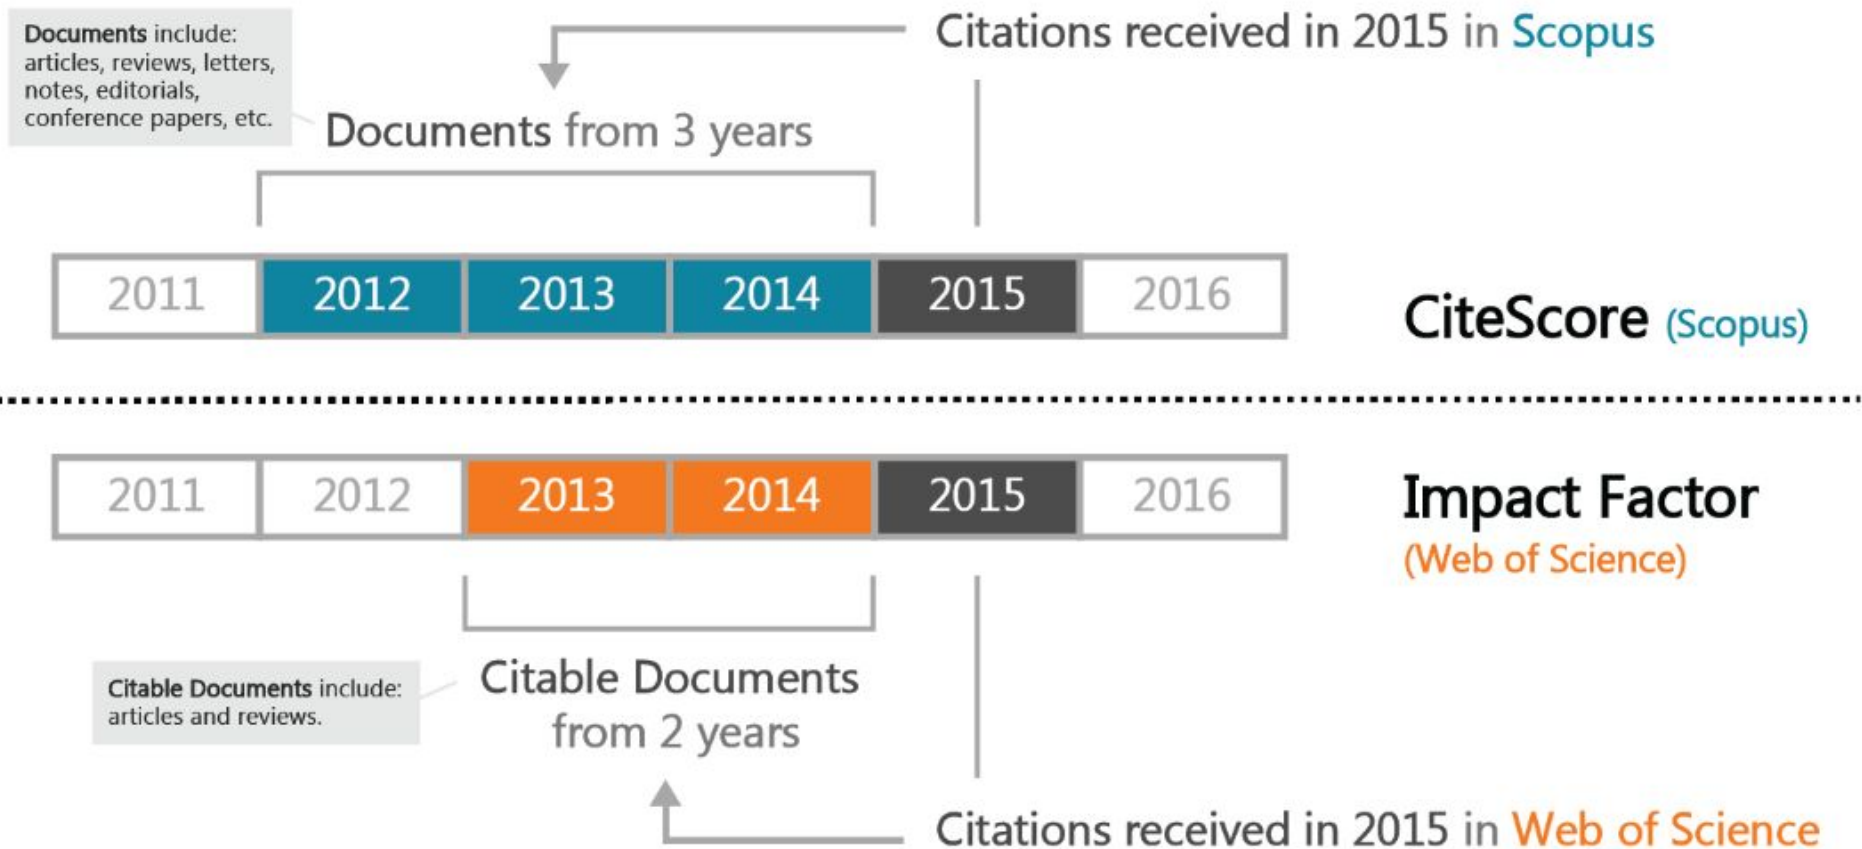 Documents include:
articles, reviews, letters,
notes, editorials,
conference papers, etc.
Citations received in 2015 in Scopus
Documents from 3 years
2011 2012 2013 2014 2015 2016
CiteScore (Scopus)
2011 2012 2013 2014 2015 2016
Impact Factor
(Web of Science)
Citable Documents include:
articles and reviews.
Citable Documents
from 2 years
Citations received in 2015 in Web of Science